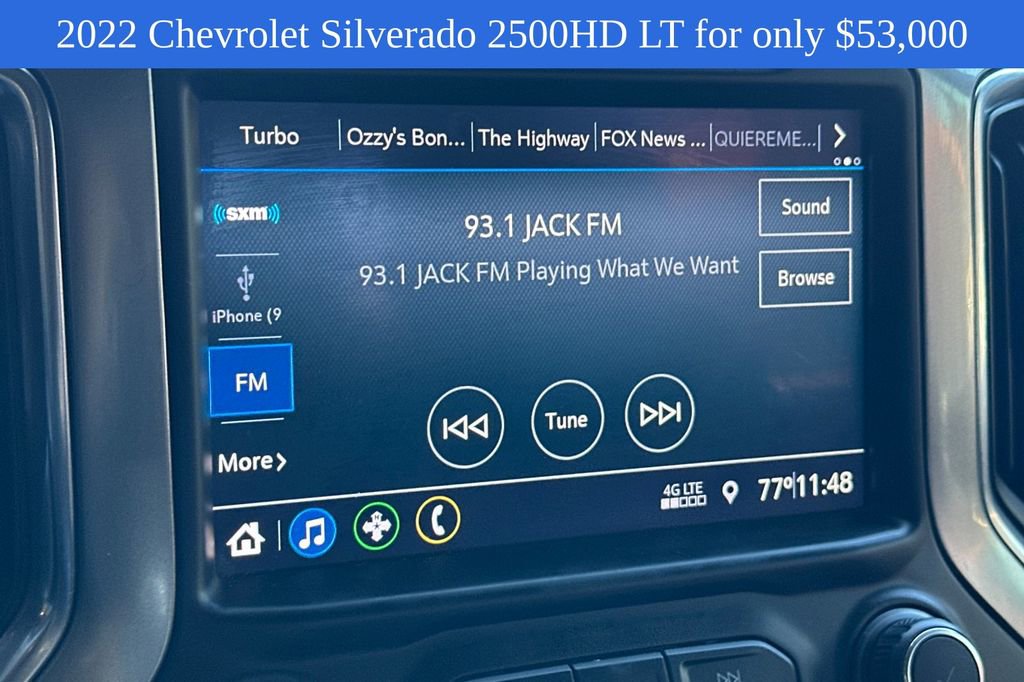 2022 Chevrolet Silverado 2500HD LT for only $53,000
Turbo
Ozzy's Bon...
The Highway
FOX News ...
QUIEREME...
((sxm))
93.1 JACK FM
Sound
93.1 JACK FM Playing What We Want
Browse
iPhone (9
FM
Tune
More
4G LTE
77° 11:48